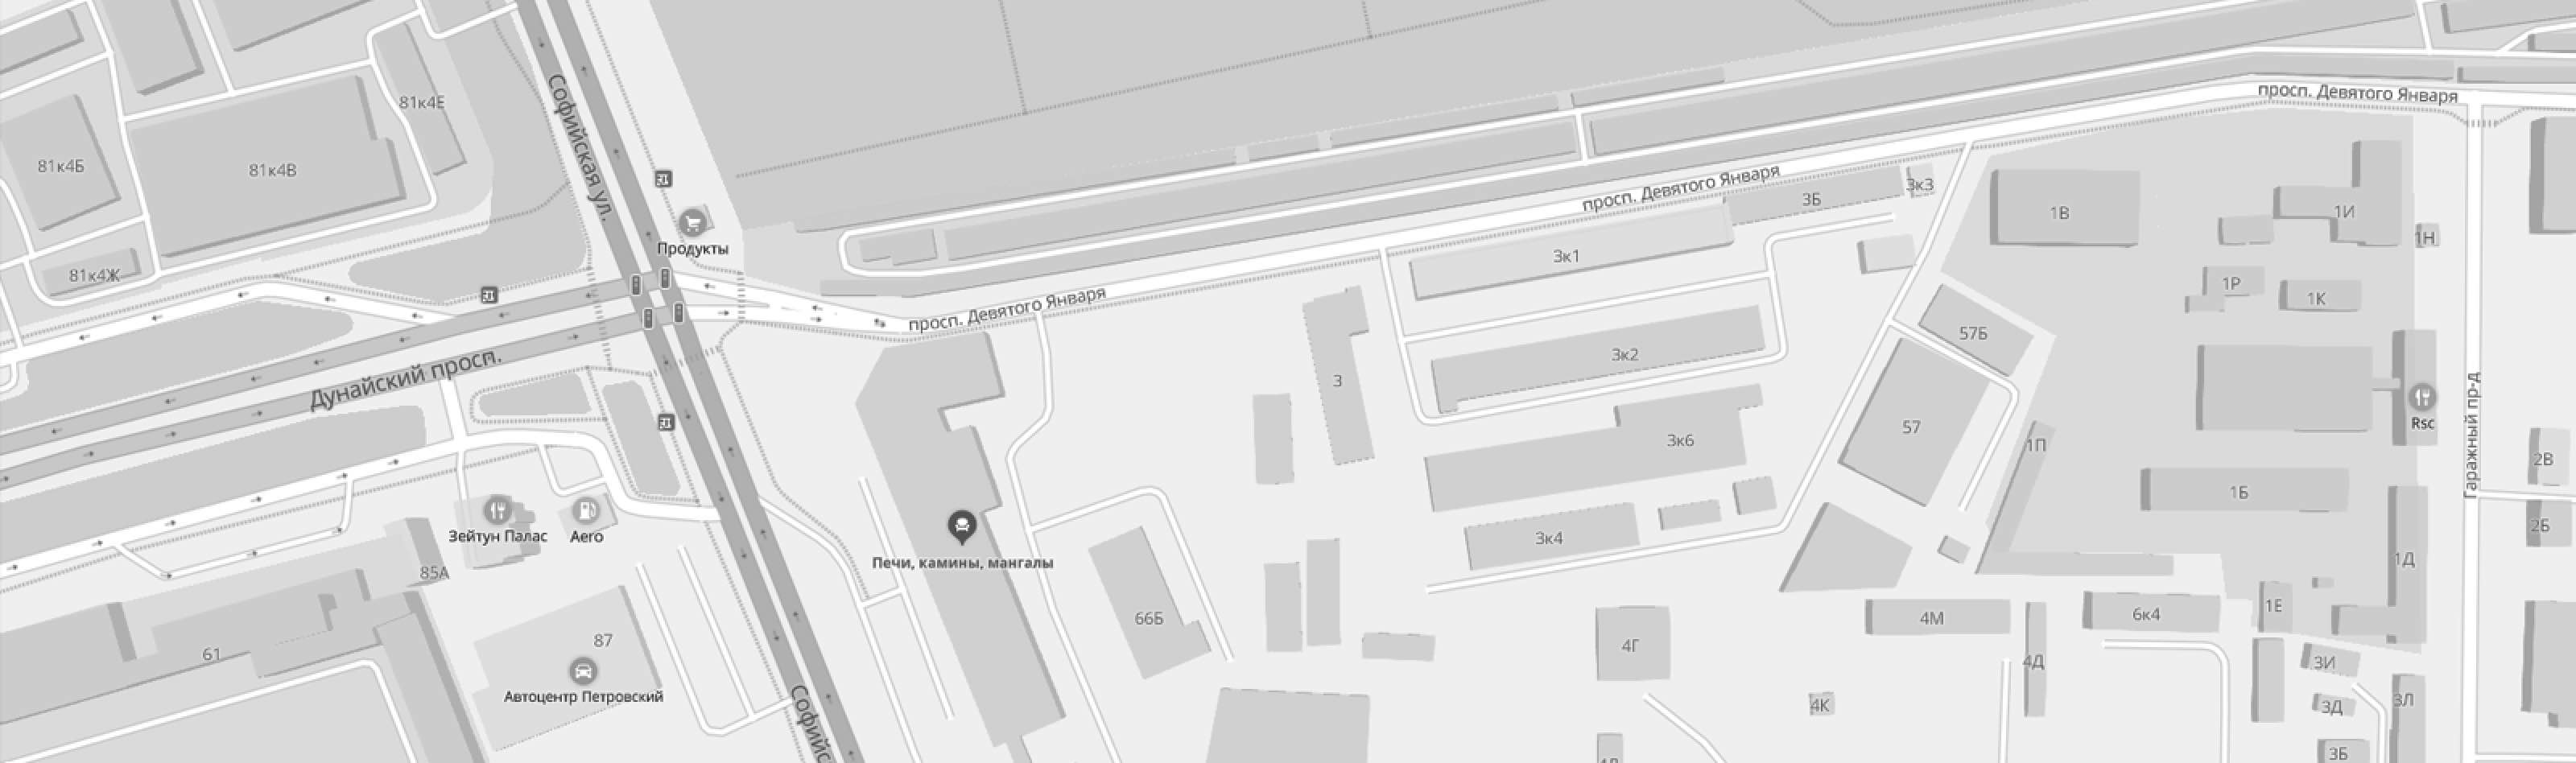 81к4Е
81к4Б
81к4В
81к4Ж
Софийская ул.
Продукты
Дунайский просп.
просп. Девятого Января
просп. Девятого Января
просп. Девятого Января
3к3
3Б
3к1
3к2
3
3к6
3к4
1В
1И
1Н
1Р
1К
57Б
57
1П
1Б
Rsc
Гаражный пр-д
2В
2Б
1Д
1Е
6к4
4М
4Д
4Г
4К
3И
3Д
3Л
3Б
Зейтун Палас
Aero
85А
61
87
Автоцентр Петровский
Печи, камины, мангалы
66Б